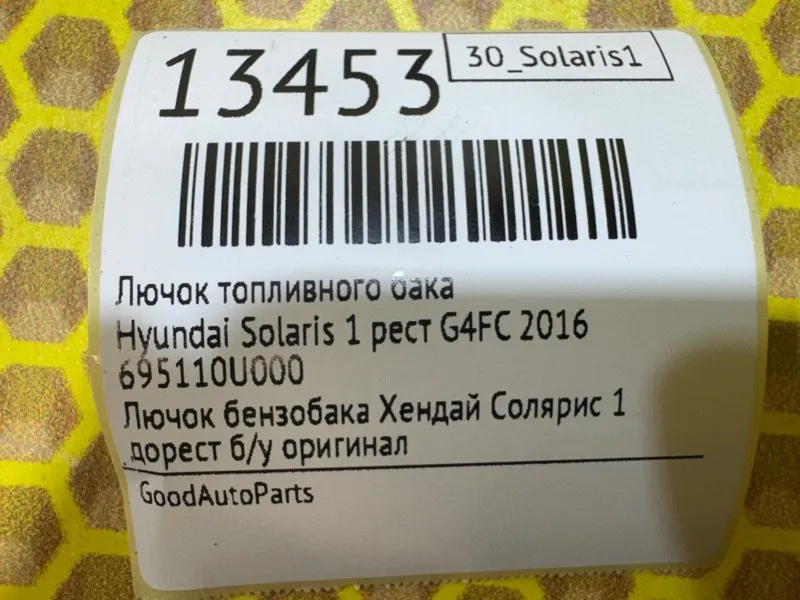 13453
30_Solaris1
Лючок топливного бака
Hyundai Solaris 1 рест G4FC 2016
695110U000
Лючок бензобака Хендай Солярис 1
дорест б/у оригинал
GoodAutoParts